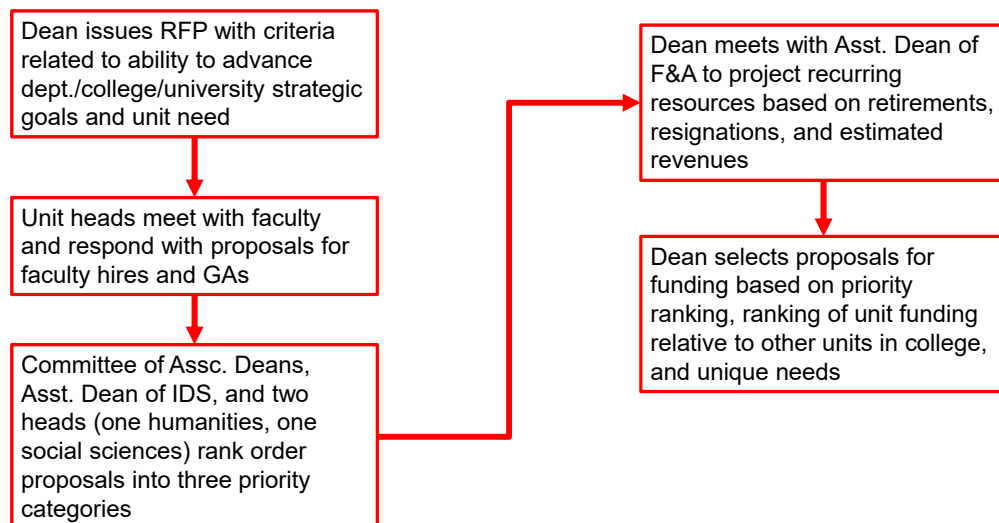 Dean issues RFP with criteria
related to ability to advance
dept./college/university strategic
goals and unit need
Unit heads meet with faculty
and respond with proposals for
faculty hires and GAs
Committee of Assc. Deans,
Asst. Dean of IDS, and two
heads (one humanities, one
social sciences) rank order
proposals into three priority
categories
Dean meets with Asst. Dean of
F&A to project recurring
resources based on retirements,
resignations, and estimated
revenues
Dean selects proposals for
funding based on priority
ranking, ranking of unit funding
relative to other units in college,
and unique needs